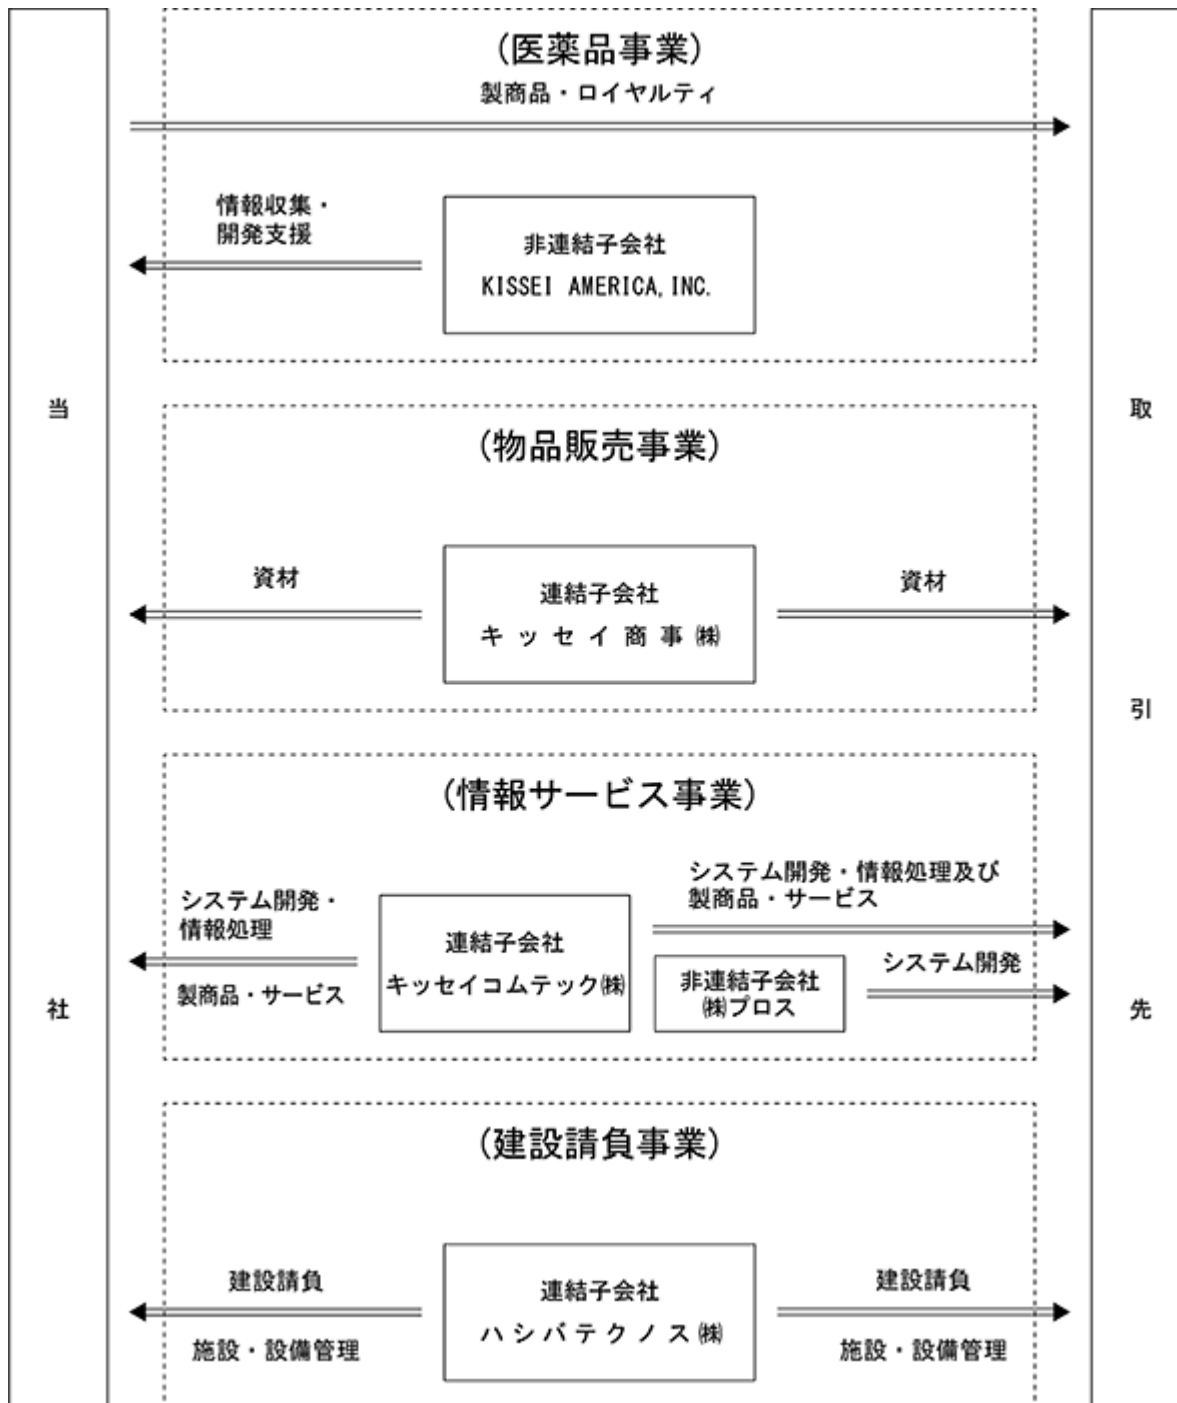 (医薬品事業)
製商品・ロイヤルティ
情報収集・
開発支援
非連結子会社
KISSEI AMERICA, INC.
当
社
取
引
先
(物品販売事業)
資材
連結子会社
キッセイ商事㈱
資材
(情報サービス事業)
システム開発・
情報処理
製商品・サービス
連結子会社
キッセイコムテック㈱
システム開発・情報処理及び
製商品・サービス
非連結子会社
㈱プロス
システム開発
(建設請負事業)
建設請負
施設・設備管理
連結子会社
ハシバテクノス㈱
建設請負
施設・設備管理